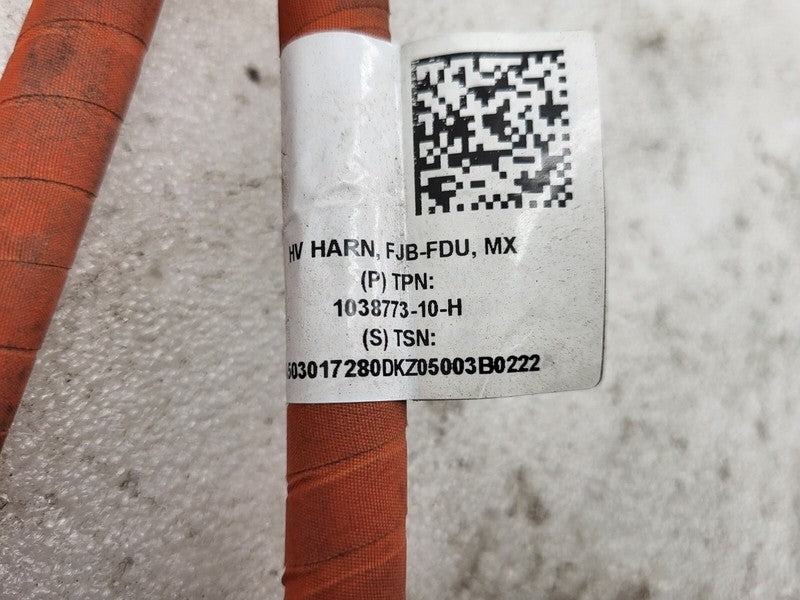 HV HARN, FJB-FDU, MX
(P) TPN:
1038773-10-H
(S) TSN:
503017280DKZ05003B0222